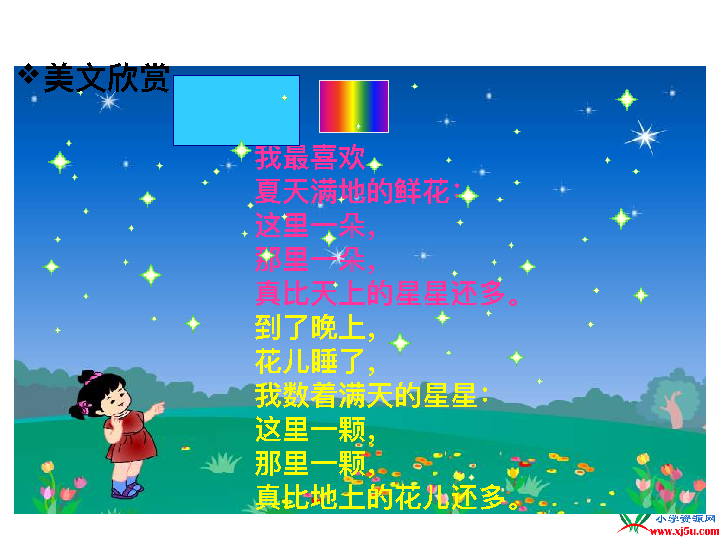 美文欣赏
我最喜欢
夏天满地的鲜花：
这里一朵，
那里一朵，
真比天上的星星还多。
到了晚上，
花儿睡了，
我数着满天的星星：
这里一颗，
那里一颗，
真比地上的花儿还多。
小学资源网
www.xj5u.com